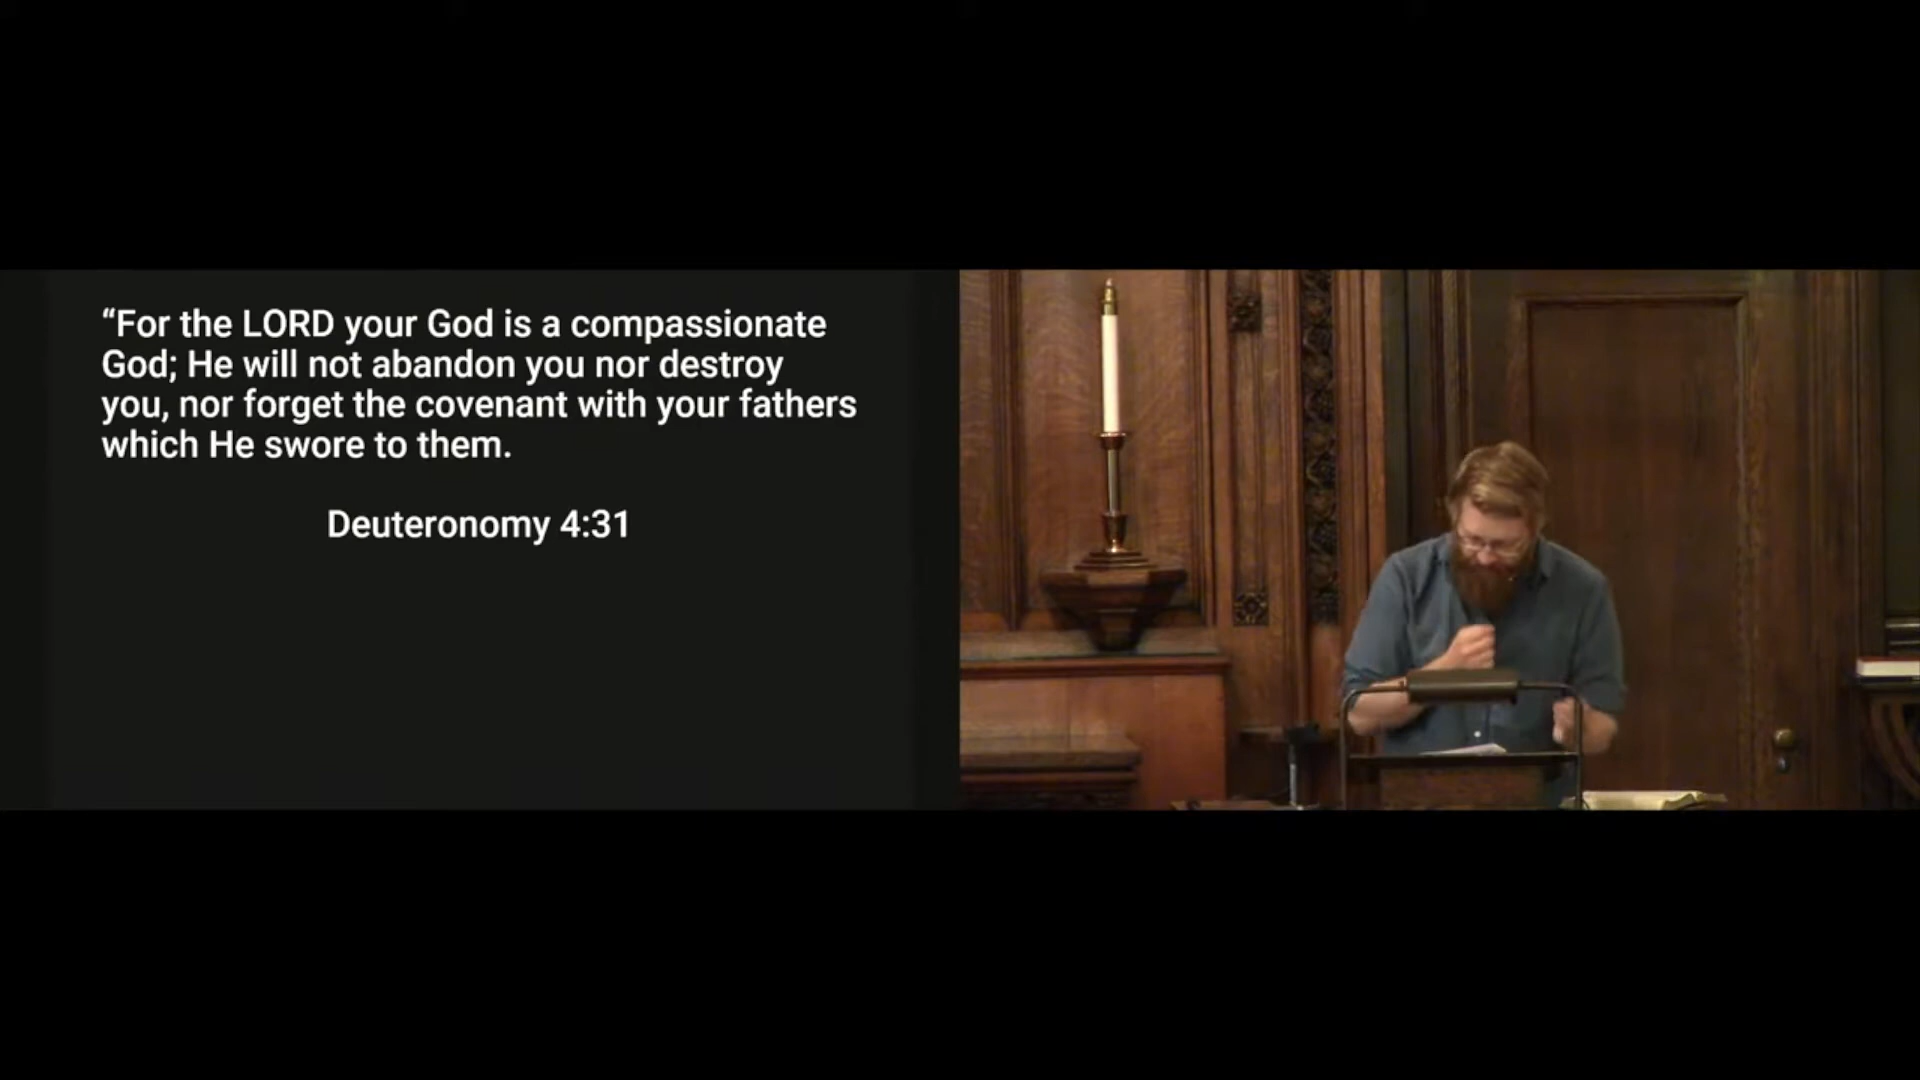 “For the LORD your God is a compassionate
God; He will not abandon you nor destroy
you, nor forget the covenant with your fathers
which He swore to them.
Deuteronomy 4:31